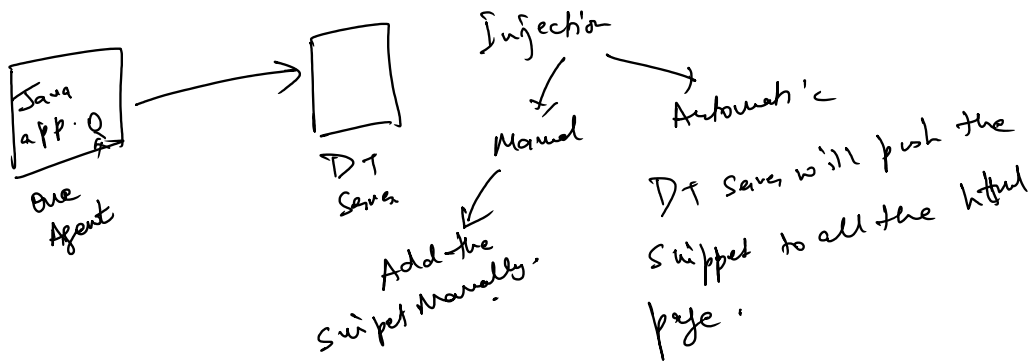 Java
app.
One
Agent
DT
Server
Injection
Manual
Automatic
Add the
snippet Manually.
DT server will push the
snippet to all the html
page.